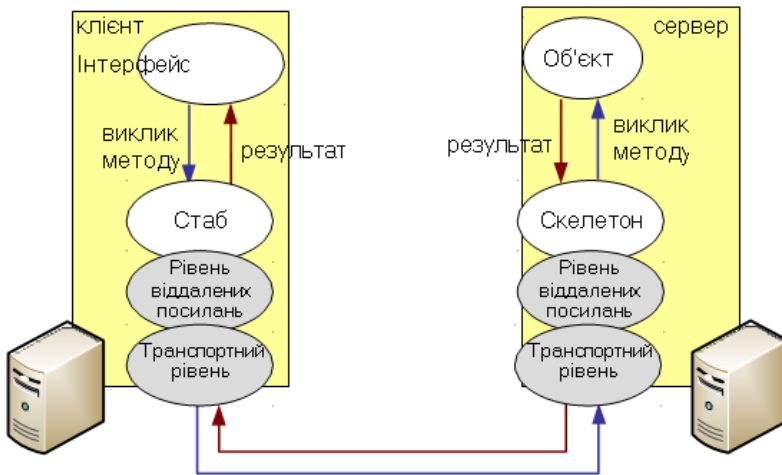 клієнт
Інтерфейс
виклик
методу
результат
Стаб
Рівень
віддалених
посилань
Транспортний
рівень
сервер
Об'єкт
результат
виклик
методу
Скелетон
Рівень
віддалених
посилань
Транспортний
рівень